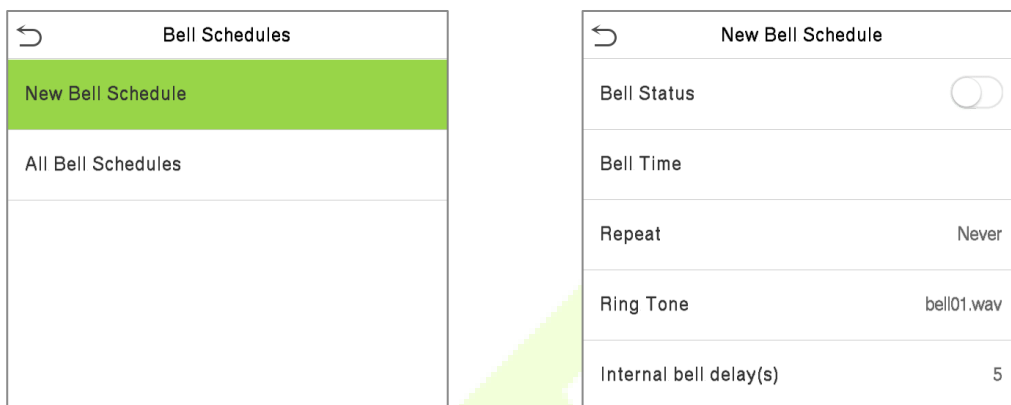 Bell Schedules
New Bell Schedule
All Bell Schedules
New Bell Schedule
Bell Status
Bell Time
Repeat Never
Ring Tone bell01.wav
Internal bell delay(s) 5